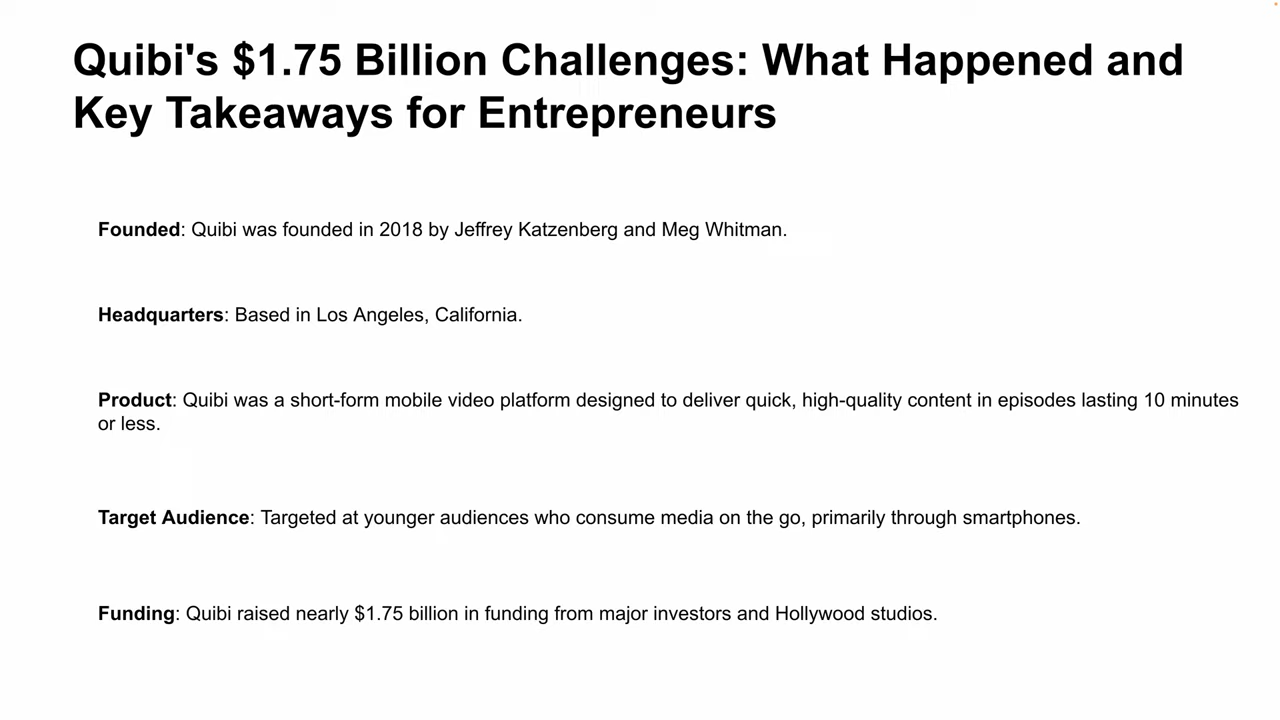 Quibi's $1.75 Billion Challenges: What Happened and
Key Takeaways for Entrepreneurs
Founded: Quibi was founded in 2018 by Jeffrey Katzenberg and Meg Whitman.
Headquarters: Based in Los Angeles, California.
Product: Quibi was a short-form mobile video platform designed to deliver quick, high-quality content in episodes lasting 10 minutes
or less.
Target Audience: Targeted at younger audiences who consume media on the go, primarily through smartphones.
Funding: Quibi raised nearly $1.75 billion in funding from major investors and Hollywood studios.